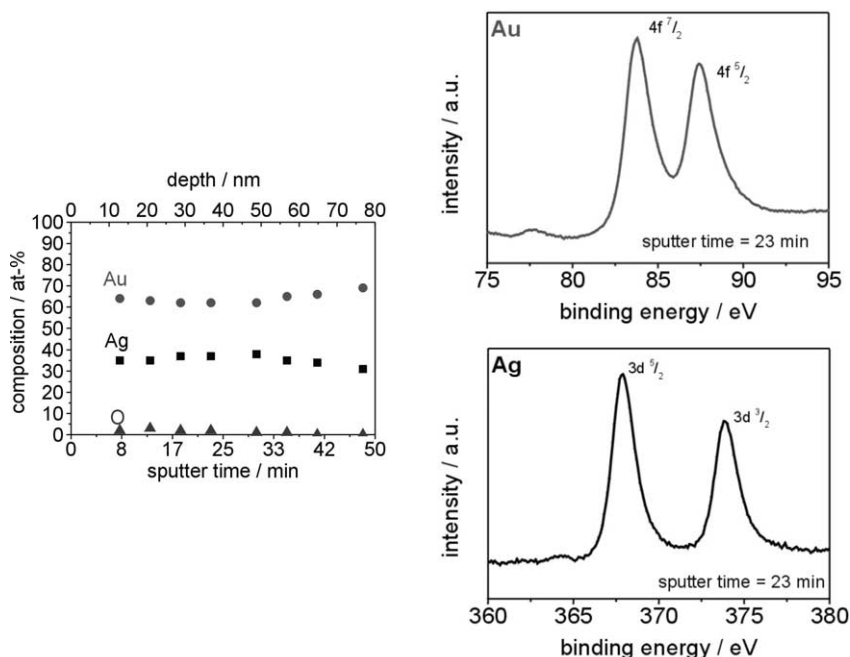 depth / nm
0 10 20 30 40 50 60 70 80
composition / at-%
100
90
80
70
60
50
40
30
20
10
0
Au
Ag
O
0 8 17 25 34 42 50
sputter time / min
Au
4f 7/2
4f 5/2
intensity / a.u.
sputter time = 23 min
75 80 85 90 95
binding energy / eV
Ag
3d 5/2
3d 3/2
intensity / a.u.
sputter time = 23 min
360 365 370 375 380
binding energy / eV